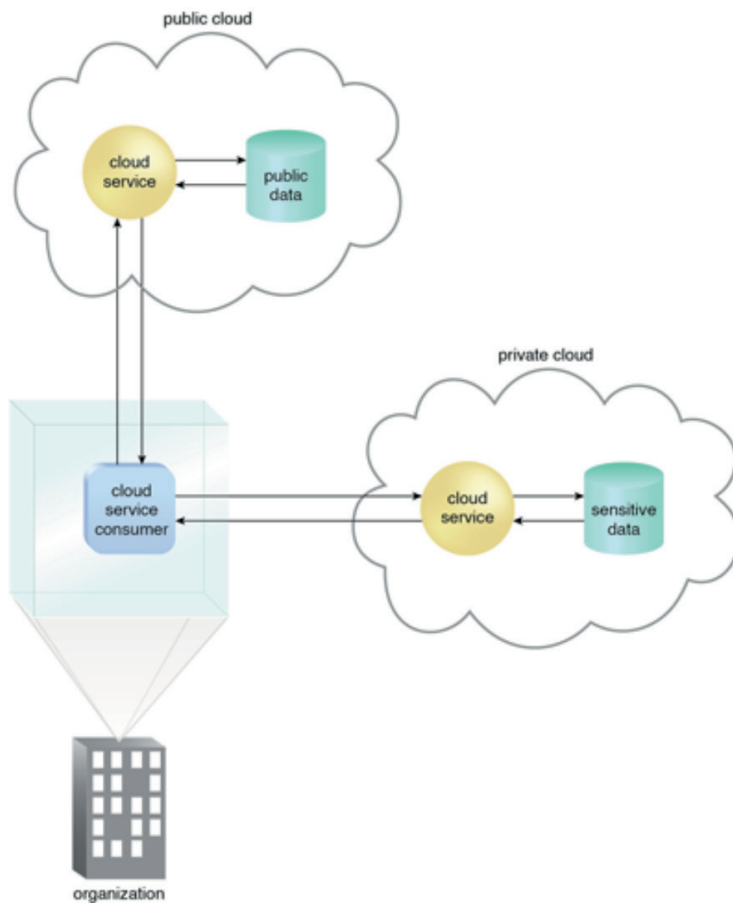 public cloud
cloud
service
public
data
private cloud
cloud
service
consumer
cloud
service
sensitive
data
organization